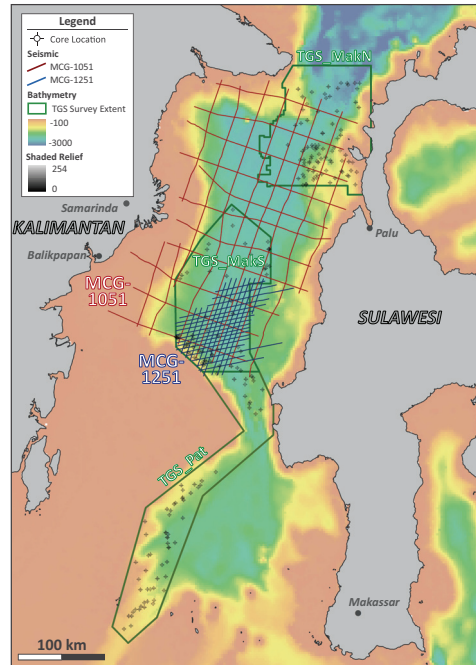 Legend
Core Location
Seismic
MCG-1051
MCG-1251
Bathymetry
TGS Survey Extent
-100
-3000
Shaded Relief
254
0
TGS_MakN
Samarinda
KALIMANTAN
Balikpapan
Palu
TGS_MakS
MCG-
1051
SULAWESI
MCG-
1251
TGS_Pat
Makassar
100 km